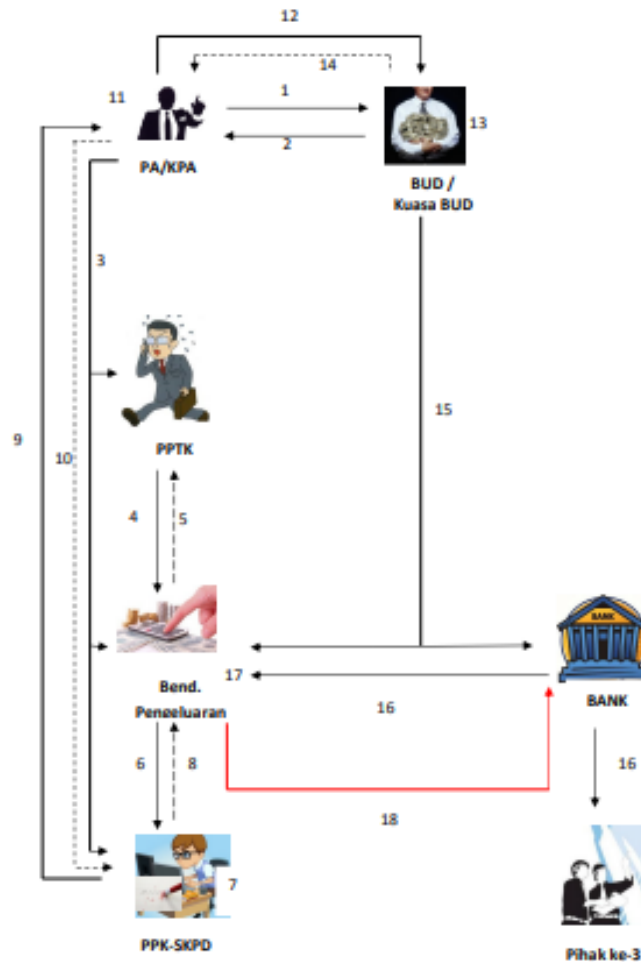 12
14
11
1
13
2
PA/KPA
BUD /
Kuasa BUD
3
15
9
10
PPTK
4
5
BANK
17
Bend.
Pengeluaran
16
BANK
6
8
16
18
7
PPK-SKPD
Pihak ke-3